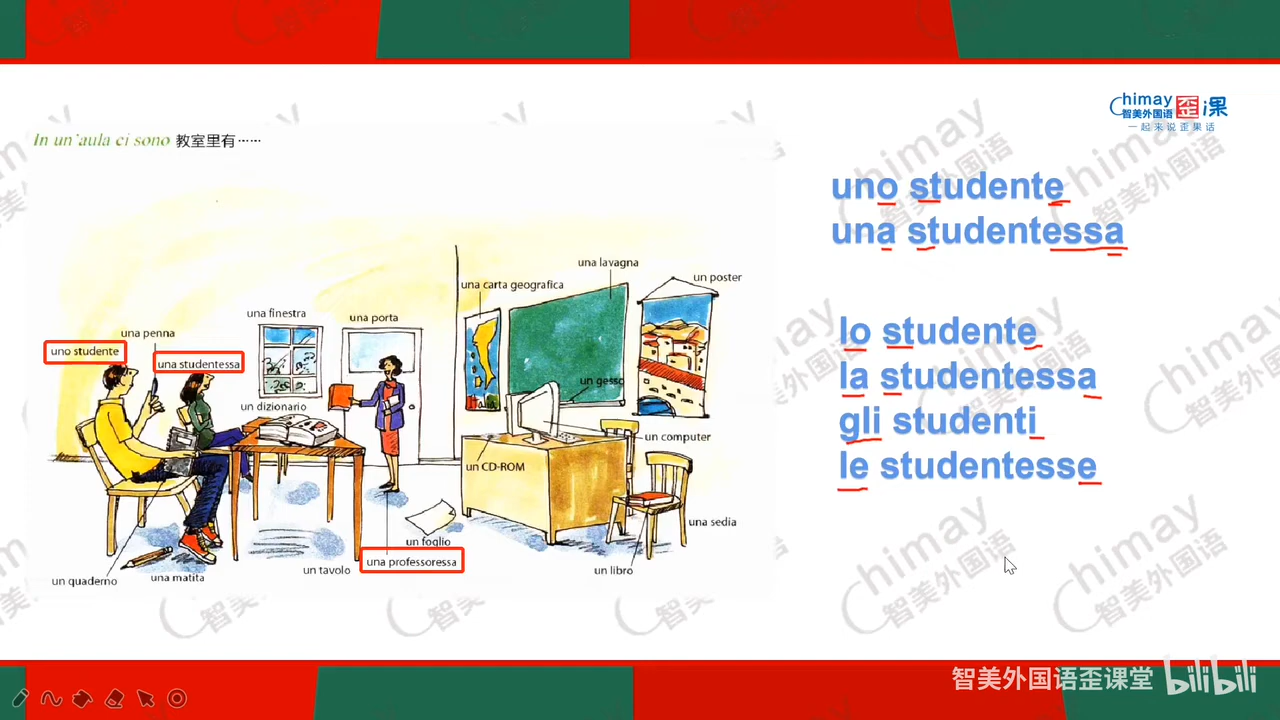 Chimay
智美外国语
歪课
一起来说歪果话
In un'aula ci sono 教室里有……
uno studente
una studentessa
lo studente
la studentessa
gli studenti
le studentesse
una lavagna
un poster
una carta geografica
una finestra
una porta
una penna
uno studente
una studentessa
un gesso
un dizionario
un computer
un CD-ROM
una sedia
un foglio
una professoressa
un tavolo
un libro
un quaderno
una matita
智美外国语歪课堂 bilibili